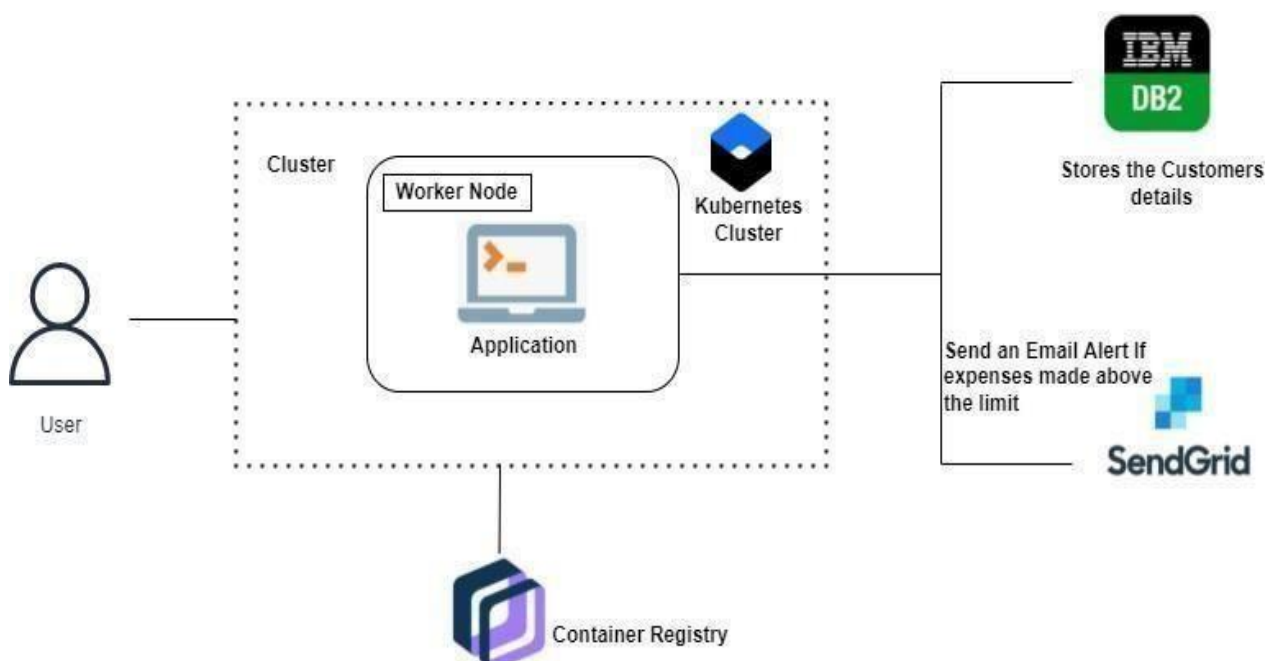 IBM
DB2
Stores the Customers
details
Cluster
Worker Node
Kubernetes
Cluster
Application
User
Send an Email Alert If
expenses made above
the limit
SendGrid
Container Registry